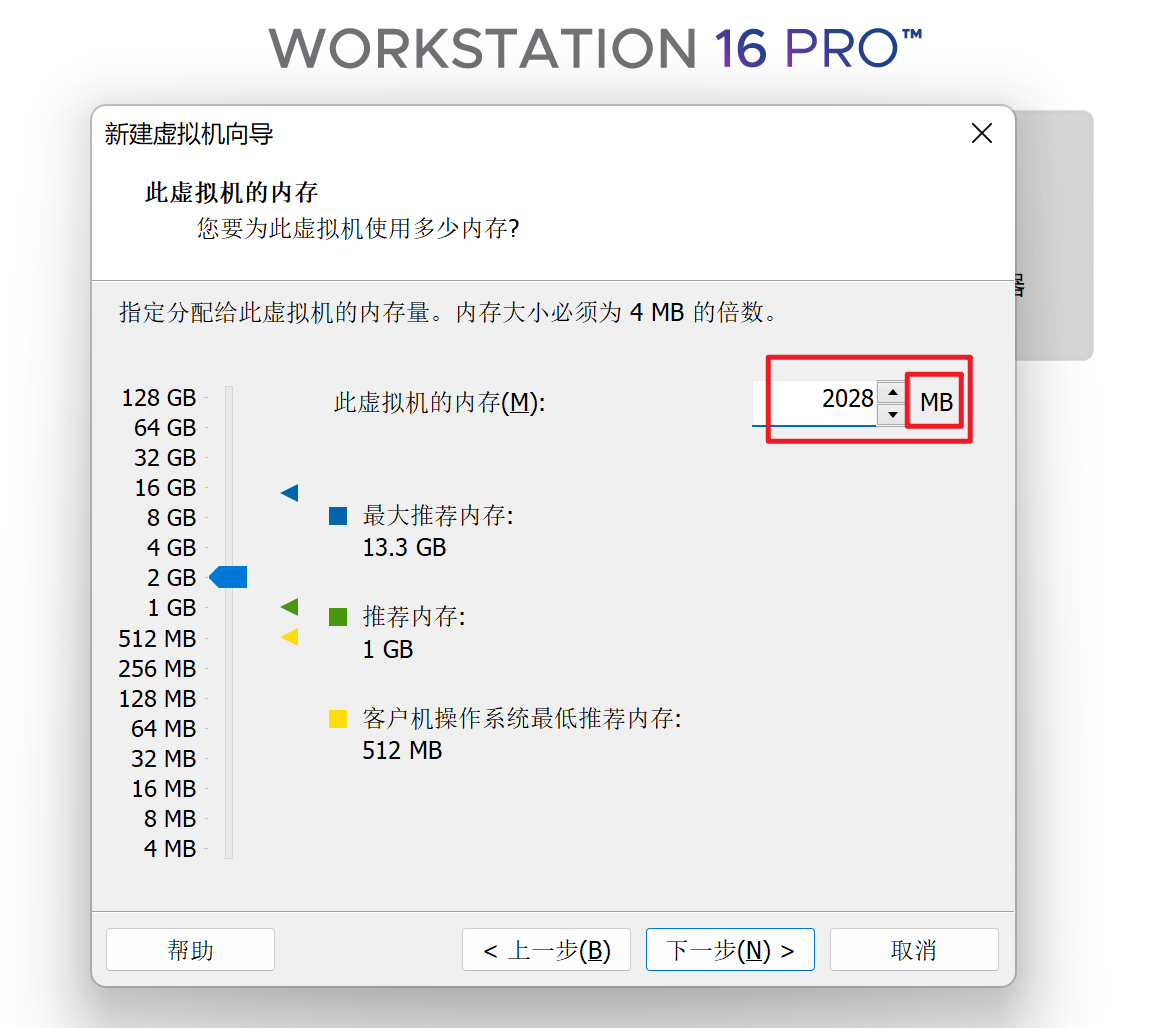 WORKSTATION 16 PRO™
新建虚拟机向导
此虚拟机的内存
您要为此虚拟机使用多少内存?
指定分配给此虚拟机的内存量。内存大小必须为 4 MB 的倍数。
此虚拟机的内存(M): 2028 MB
128 GB
64 GB
32 GB
16 GB
8 GB
4 GB
2 GB
1 GB
512 MB
256 MB
128 MB
64 MB
32 MB
16 MB
8 MB
4 MB
最大推荐内存:
13.3 GB
推荐内存:
1 GB
客户机操作系统最低推荐内存:
512 MB
帮助
< 上一步(B)
下一步(N) >
取消